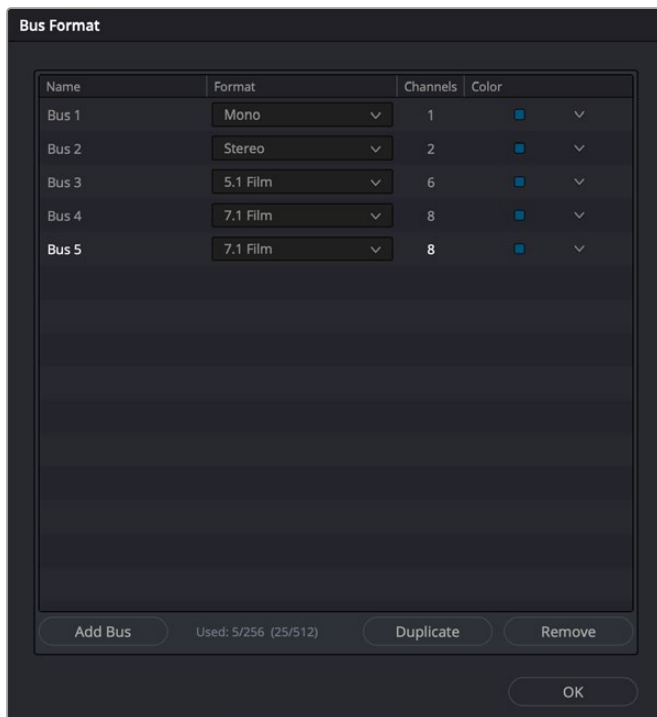 Bus Format
Name Format Channels Color
Bus 1 Mono 1
Bus 2 Stereo 2
Bus 3 5.1 Film 6
Bus 4 7.1 Film 8
Bus 5 7.1 Film 8
Add Bus Used: 5/256 (25/512) Duplicate Remove
OK